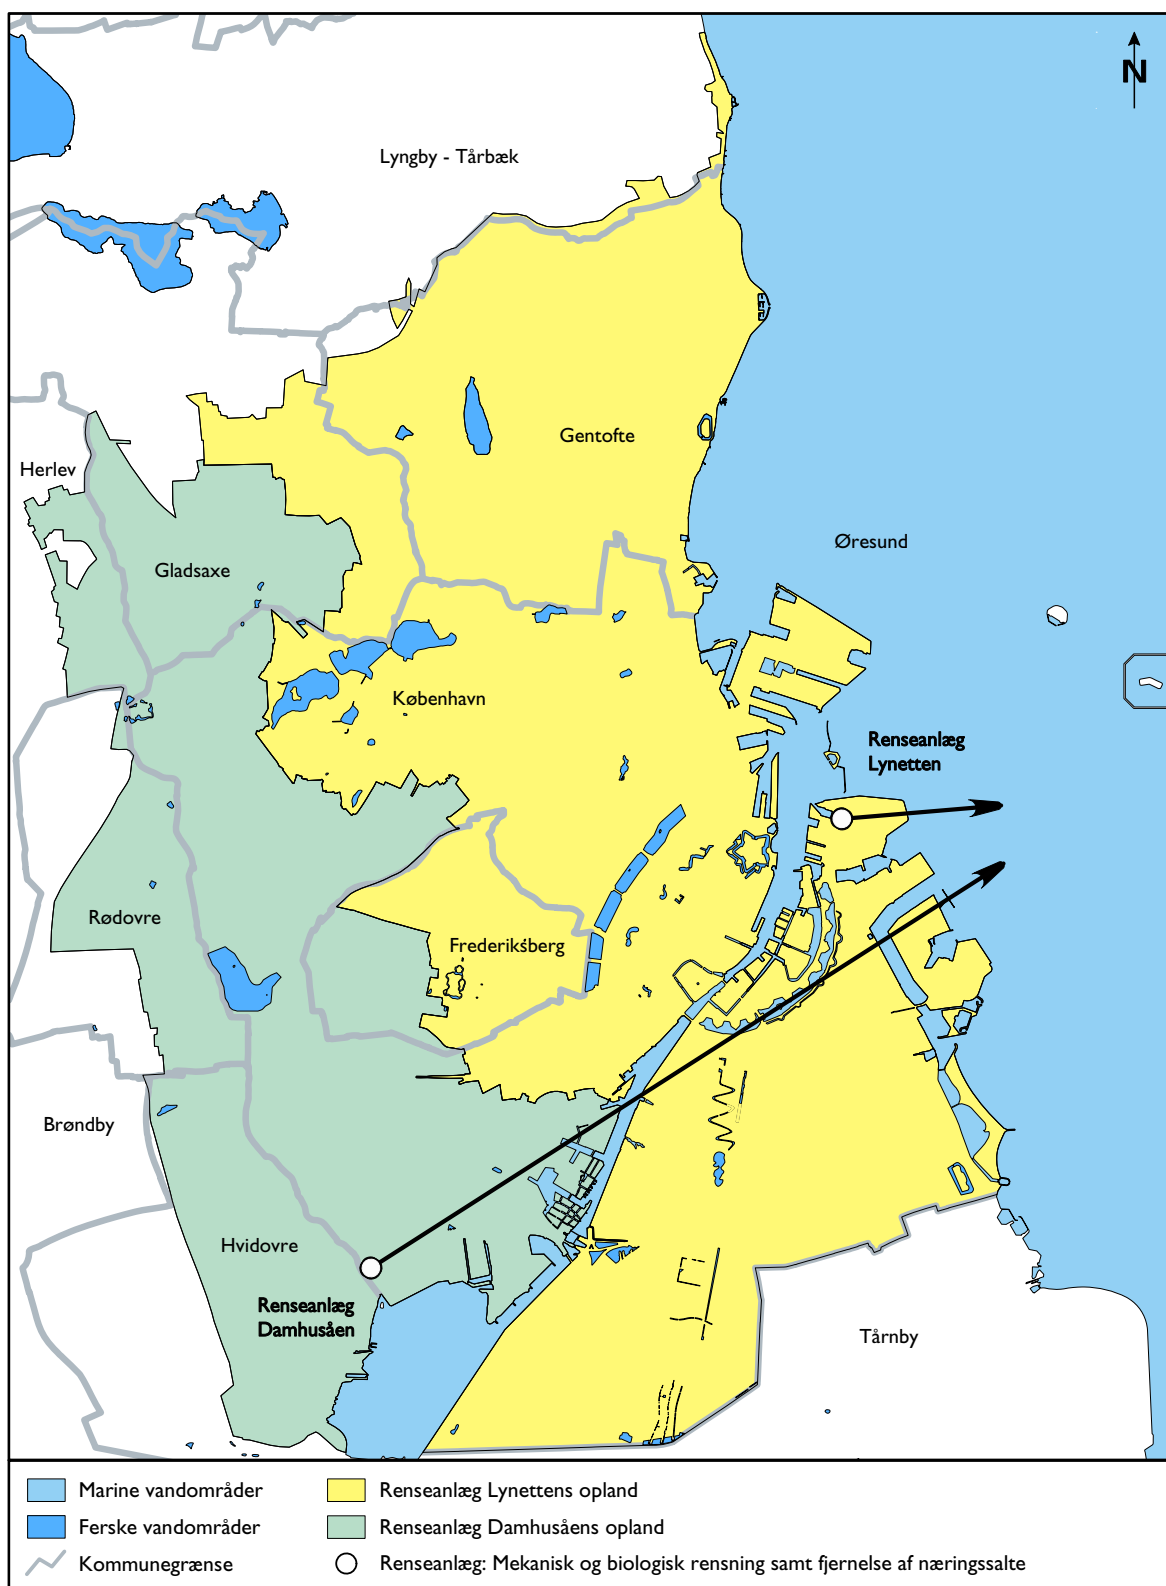 N
Lyngby - Tårbæk
Gentofte
Herlev
Øresund
Gladsaxe
København
Renseanlæg
Lynetten
Rødovre
Frederiksberg
Brøndby
Hvidovre
Renseanlæg
Damhusåen
Tårnby
Marine vandområder
Ferske vandområder
Kommunegrænse
Renseanlæg Lynettens opland
Renseanlæg Damhusåens opland
Renseanlæg: Mekanisk og biologisk rensning samt fjernelse af næringssalte